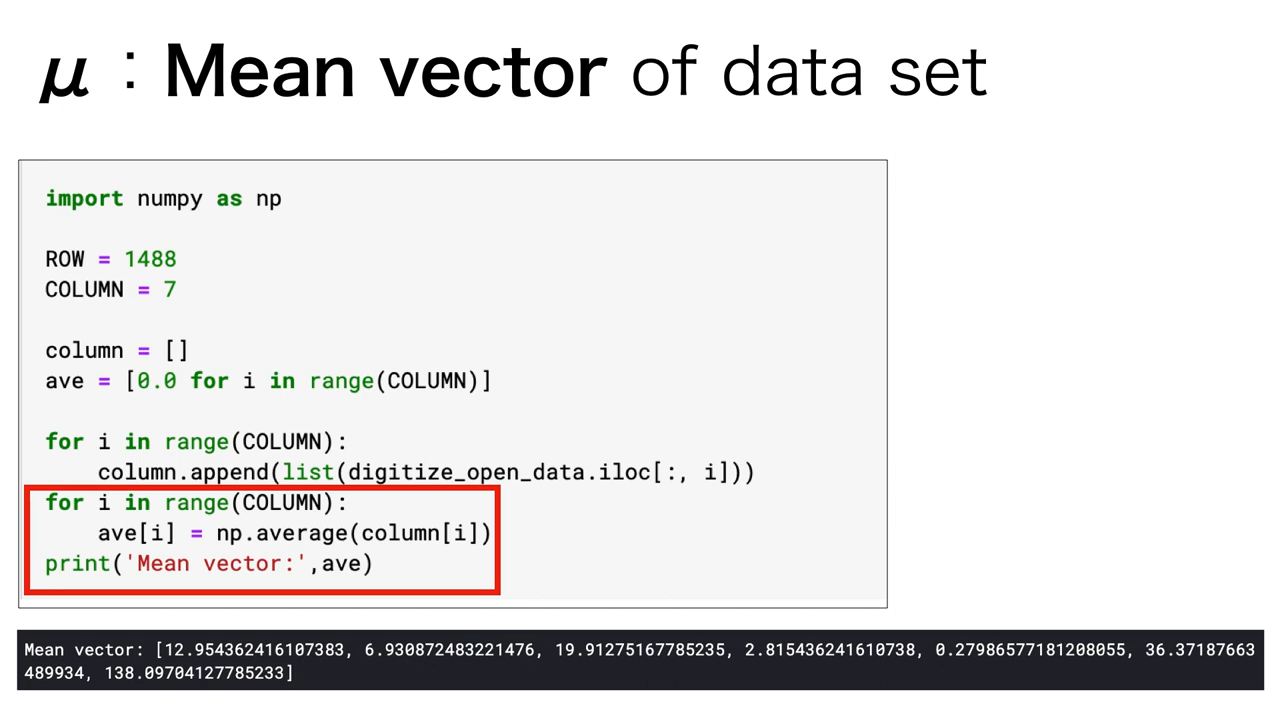 μ：Mean vector of data set
import numpy as np
ROW = 1488
COLUMN = 7
column = []
ave = [0.0 for i in range(COLUMN)]
for i in range(COLUMN):
    column.append(list(digitize_open_data.iloc[:, i]))
for i in range(COLUMN):
    ave[i] = np.average(column[i])
print('Mean vector:',ave)
Mean vector: [12.954362416107383, 6.930872483221476, 19.91275167785235, 2.815436241610738, 0.27986577181208055, 36.37187663
489934, 138.09704127785233]